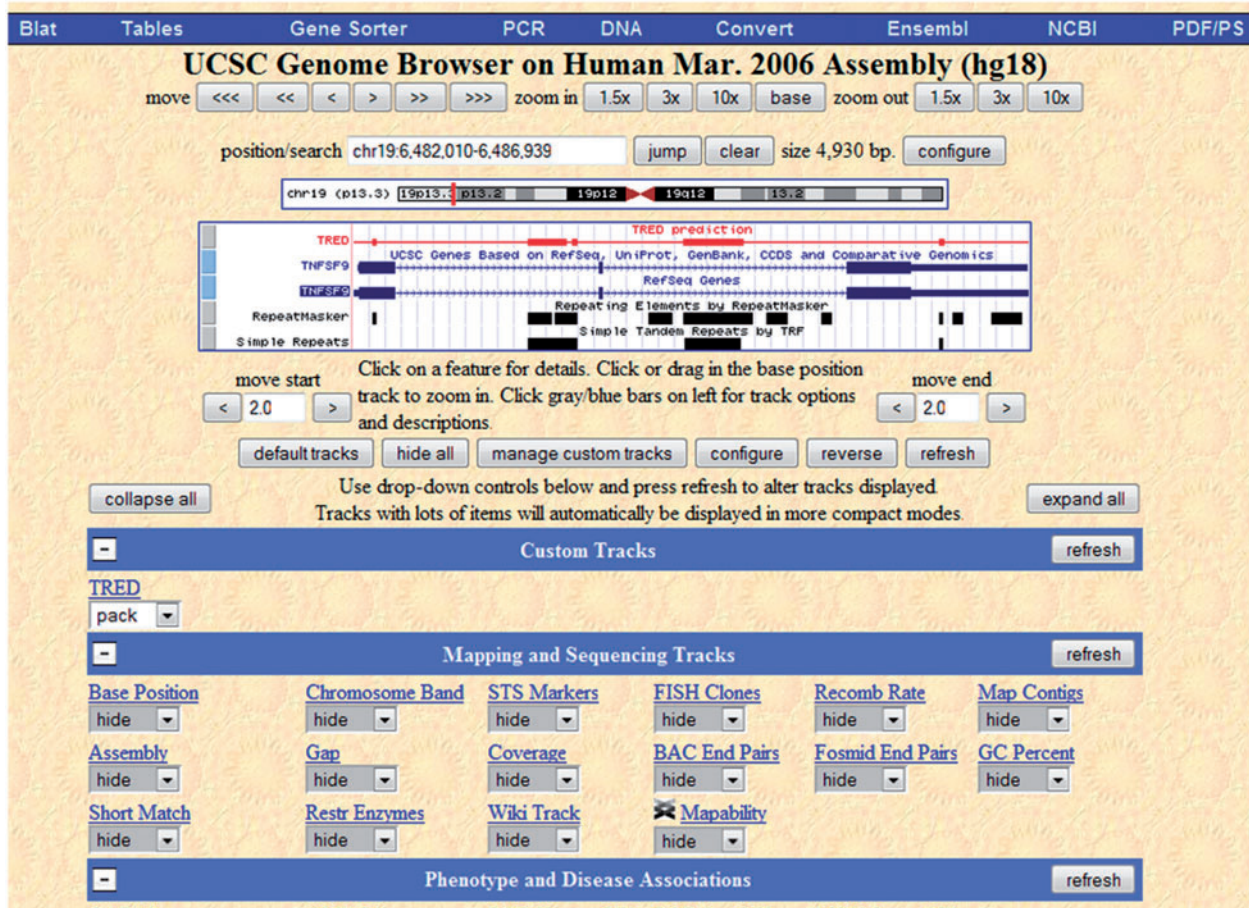 Blat Tables Gene Sorter PCR DNA Convert Ensembl NCBI PDF/PS
UCSC Genome Browser on Human Mar. 2006 Assembly (hg18)
move <<< << < > >> >>> zoom in 1.5x 3x 10x base zoom out 1.5x 3x 10x
position/search chr19:6,482,010-6,486,939 jump clear size 4,930 bp. configure
chr19 (p13.3) 19p13.3 p13.2 19p12 19q12 13.2
TRED prediction
TRED
UCSC Genes Based on RefSeq, UniProt, GenBank, CCDS and Comparative Genomics
TNFSF9
RefSeq Genes
TNFSF9
Repeating Elements by RepeatMasker
RepeatMasker
Simple Tandem Repeats by TRF
Simple Repeats
move start
< 2.0 >
Click on a feature for details. Click or drag in the base position
track to zoom in. Click gray/blue bars on left for track options
and descriptions.
move end
< 2.0 >
default tracks hide all manage custom tracks configure reverse refresh
collapse all
Use drop-down controls below and press refresh to alter tracks displayed.
Tracks with lots of items will automatically be displayed in more compact modes.
expand all
- Custom Tracks refresh
TRED
pack
- Mapping and Sequencing Tracks refresh
Base Position Chromosome Band STS Markers FISH Clones Recomb Rate Map Contigs
hide hide hide hide hide hide
Assembly Gap Coverage BAC End Pairs Fosmid End Pairs GC Percent
hide hide hide hide hide hide
Short Match Restr Enzymes Wiki Track Mapability
hide hide hide hide
- Phenotype and Disease Associations refresh